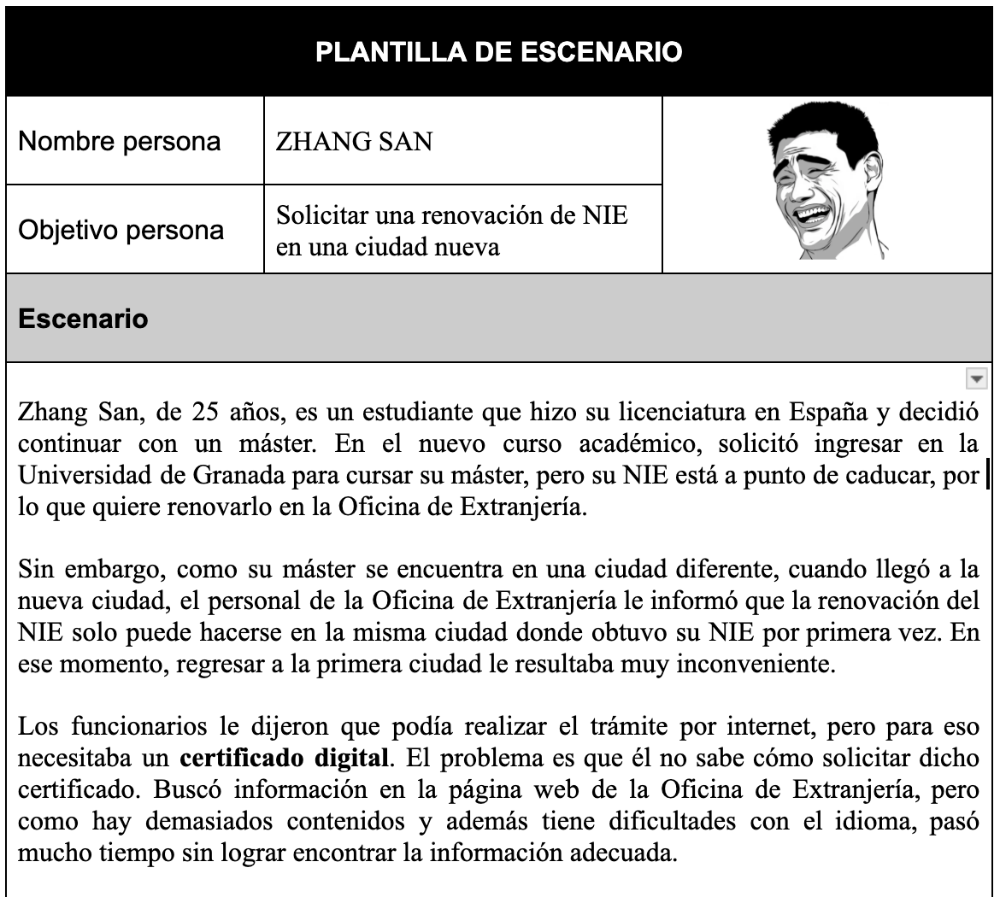 PLANTILLA DE ESCENARIO
Nombre persona
ZHANG SAN
Objetivo persona
Solicitar una renovación de NIE
en una ciudad nueva
Escenario
Zhang San, de 25 años, es un estudiante que hizo su licenciatura en España y decidió
continuar con un máster. En el nuevo curso académico, solicitó ingresar en la
Universidad de Granada para cursar su máster, pero su NIE está a punto de caducar, por
lo que quiere renovarlo en la Oficina de Extranjería.
Sin embargo, como su máster se encuentra en una ciudad diferente, cuando llegó a la
nueva ciudad, el personal de la Oficina de Extranjería le informó que la renovación del
NIE solo puede hacerse en la misma ciudad donde obtuvo su NIE por primera vez. En
ese momento, regresar a la primera ciudad le resultaba muy inconveniente.
Los funcionarios le dijeron que podía realizar el trámite por internet, pero para eso
necesitaba un certificado digital. El problema es que él no sabe cómo solicitar dicho
certificado. Buscó información en la página web de la Oficina de Extranjería, pero
como hay demasiados contenidos y además tiene dificultades con el idioma, pasó
mucho tiempo sin lograr encontrar la información adecuada.